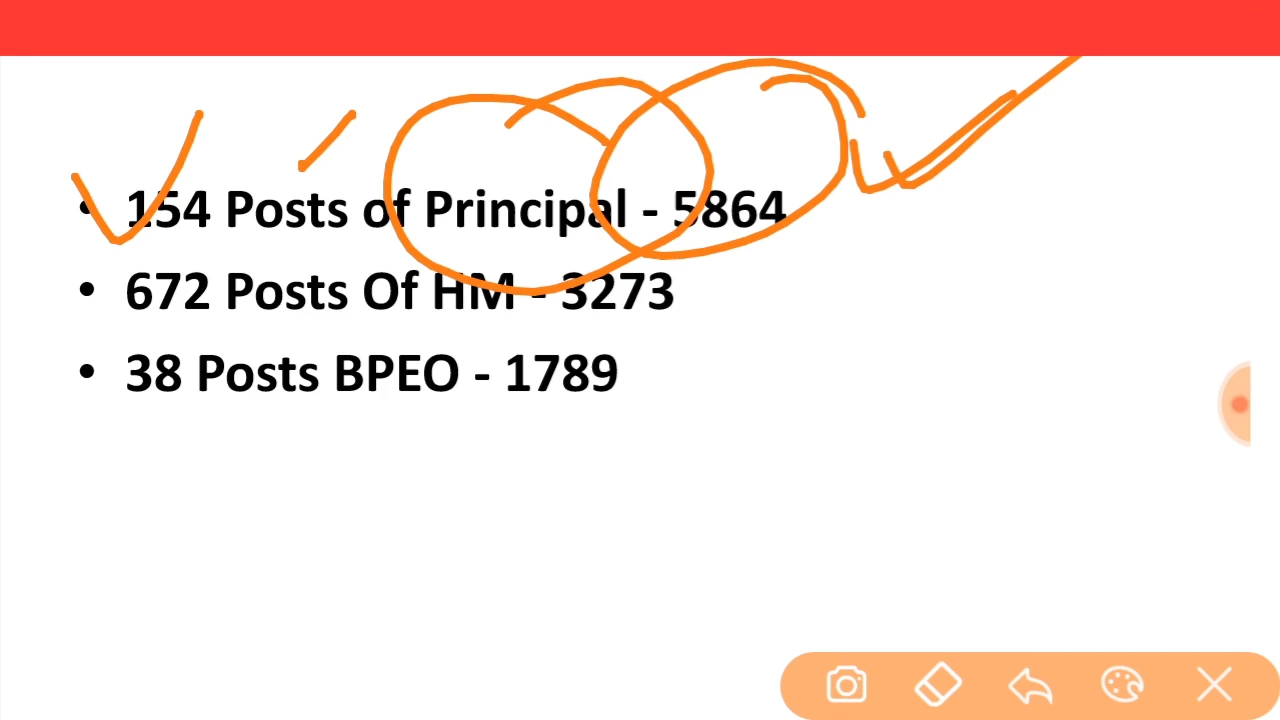 • 154 Posts of Principal - 5864
• 672 Posts Of HM - 3273
• 38 Posts BPEO - 1789